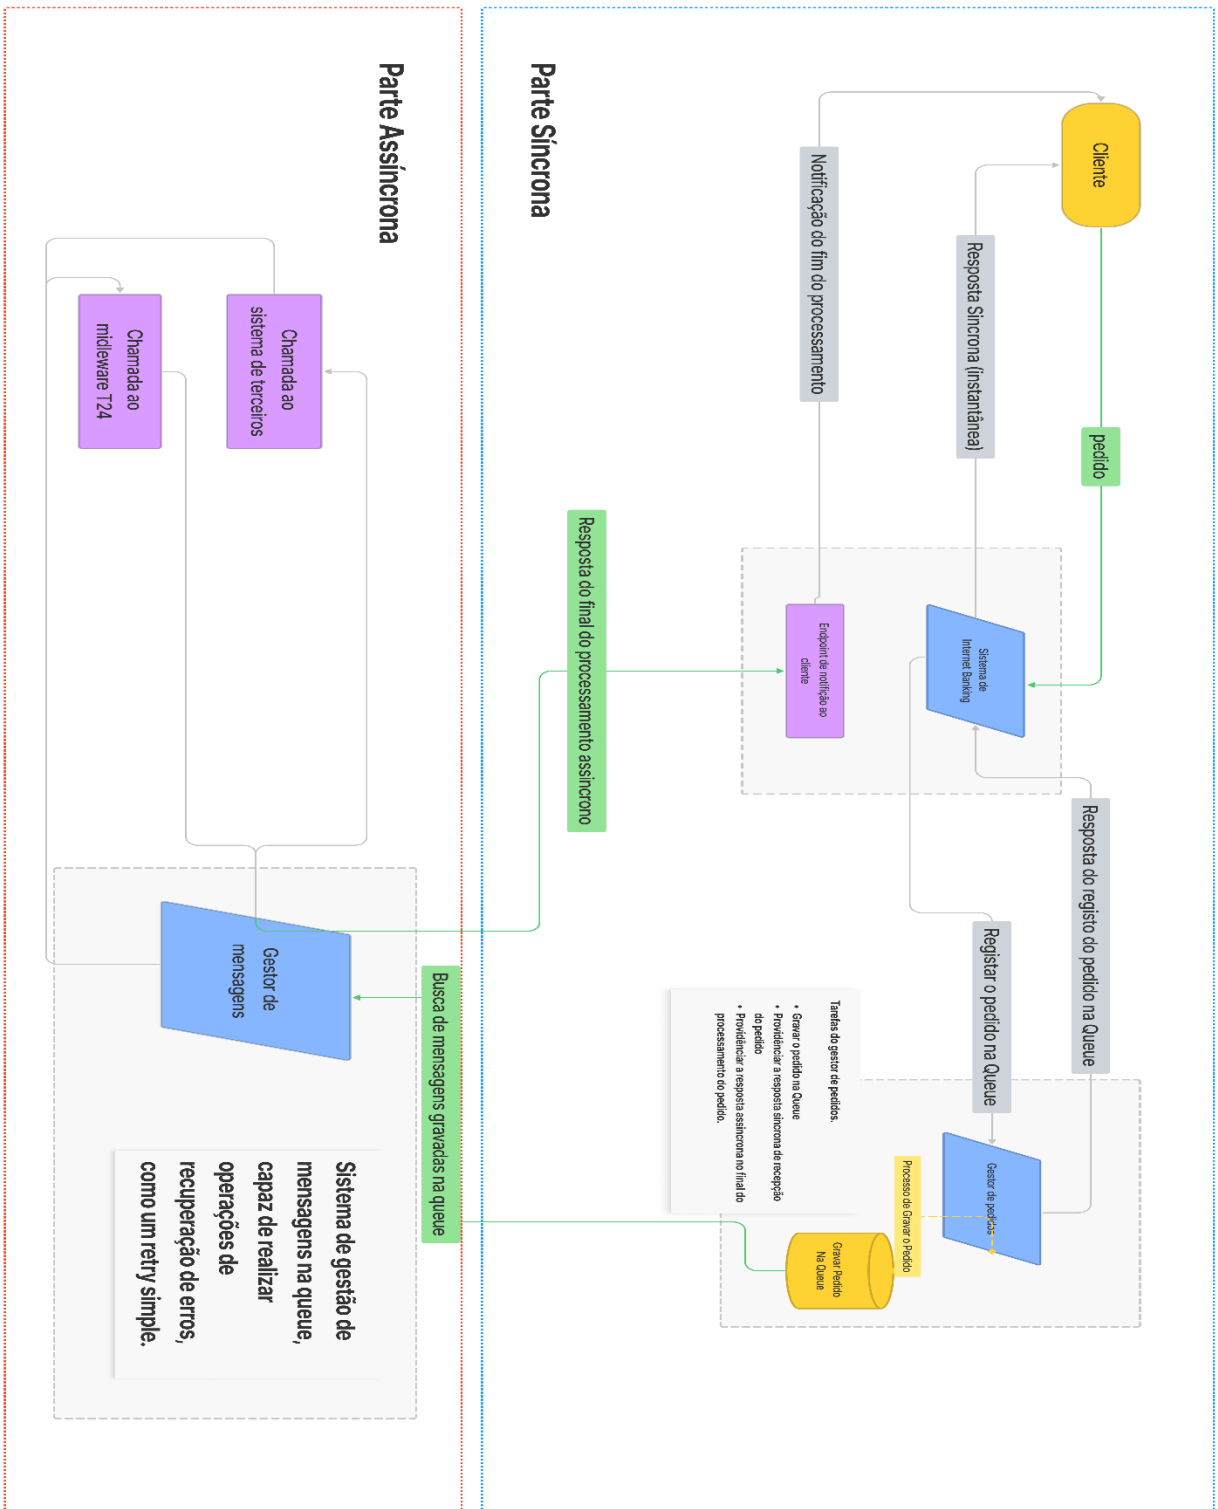 Parte Síncrona
Cliente
pedido
Resposta Sincrona (instantânea)
Notificação do fim do processamento
Sistema de
Internet Banking
Endpoint de notifição ao
cliente
Resposta do registo do pedido na Queue
Registar o pedido na Queue
Gestor de pedidos
Processo de Gravar o Pedido
Gravar Pedido
Na Queue
Tarefas do gestor de pedidos.
• Gravar o pedido na Queue
• Providênciar a resposta sincrona de recepção
do pedido
• Providênciar a resposta assincrona no final do
processamento do pedido.
Resposta do final do processamento assincrono
Busca de mensagens gravadas na queue
Parte Assíncrona
Chamada ao
sistema de terceiros
Chamada ao
midleware T24
Gestor de
mensagens
Sistema de gestão de
mensagens na queue,
capaz de realizar
operações de
recuperação de erros,
como um retry simple.